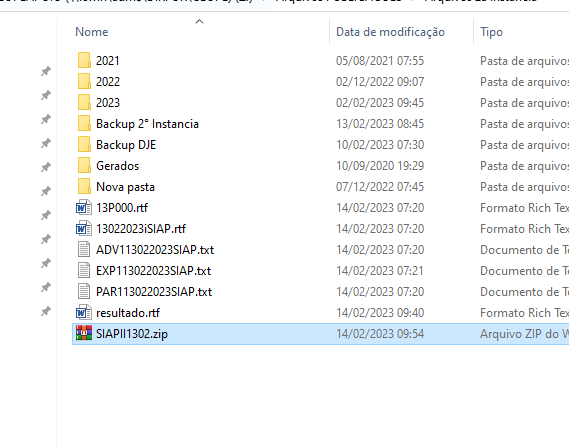 Nome Data de modificação Tipo
2021 05/08/2021 07:55 Pasta de arquivos
2022 02/12/2022 09:07 Pasta de arquivos
2023 02/02/2023 09:45 Pasta de arquivos
Backup 2° Instancia 13/02/2023 08:45 Pasta de arquivos
Backup DJE 10/02/2023 07:30 Pasta de arquivos
Gerados 10/09/2020 19:29 Pasta de arquivos
Nova pasta 07/12/2022 07:45 Pasta de arquivos
13P000.rtf 14/02/2023 07:20 Formato Rich Tex
13022023iSIAP.rtf 14/02/2023 07:20 Formato Rich Tex
ADV113022023SIAP.txt 14/02/2023 07:20 Documento de Te
EXP113022023SIAP.txt 14/02/2023 07:21 Documento de Te
PAR113022023SIAP.txt 14/02/2023 07:20 Documento de Te
resultado.rtf 14/02/2023 09:40 Formato Rich Tex
SIAPII1302.zip 14/02/2023 09:54 Arquivo ZIP do W